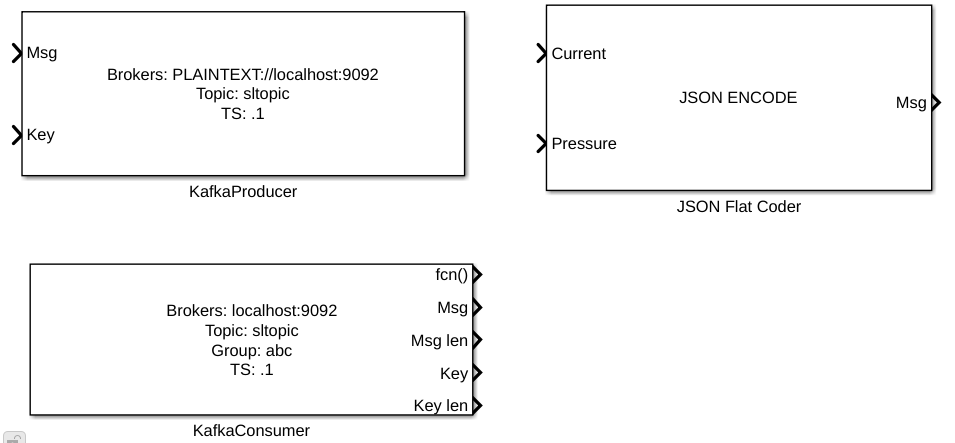 Msg
Brokers: PLAINTEXT://localhost:9092
Topic: sltopic
TS: .1
Key
KafkaProducer
Current
JSON ENCODE
Msg
Pressure
JSON Flat Coder
fcn()
Brokers: localhost:9092
Msg
Topic: sltopic
Group: abc
Msg len
TS: .1
Key
Key len
KafkaConsumer